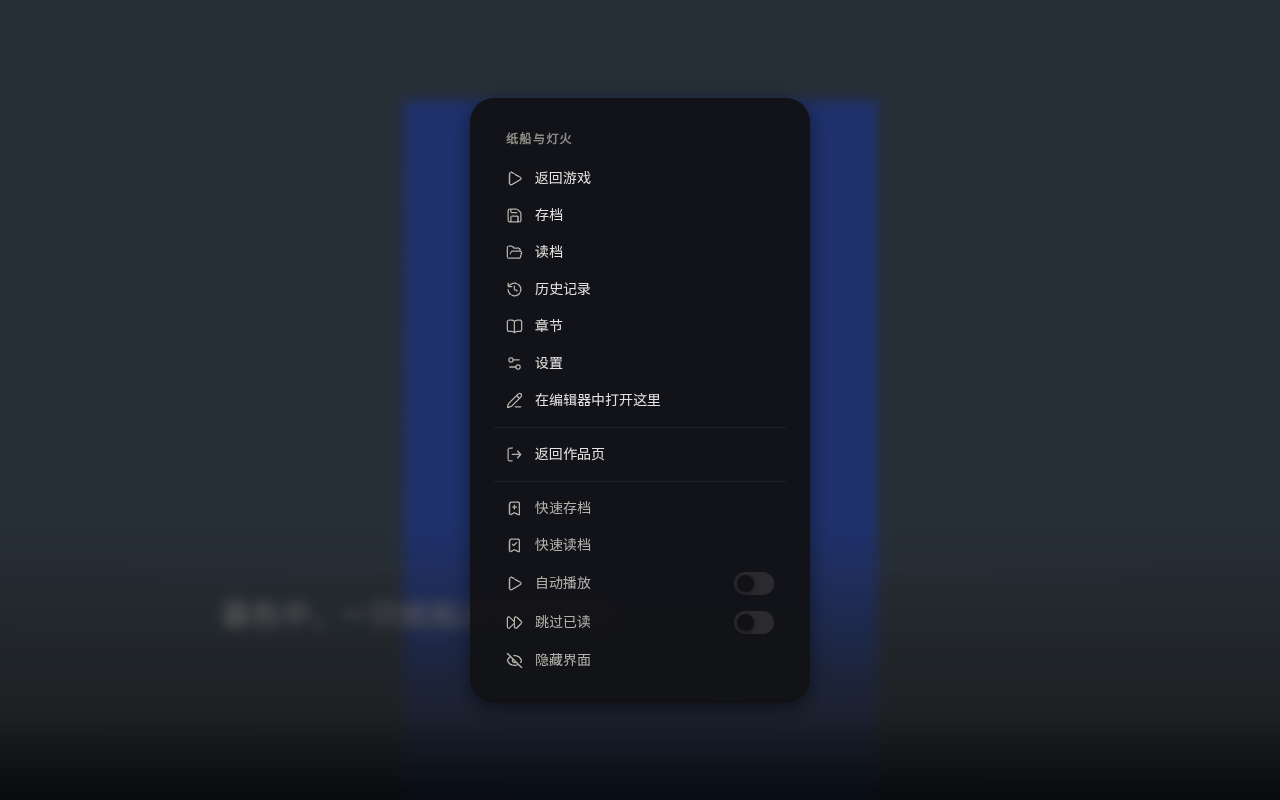 纸船与灯火
返回游戏
存档
读档
历史记录
章节
设置
在编辑器中打开这里
返回作品页
快速存档
快速读档
自动播放
跳过已读
隐藏界面